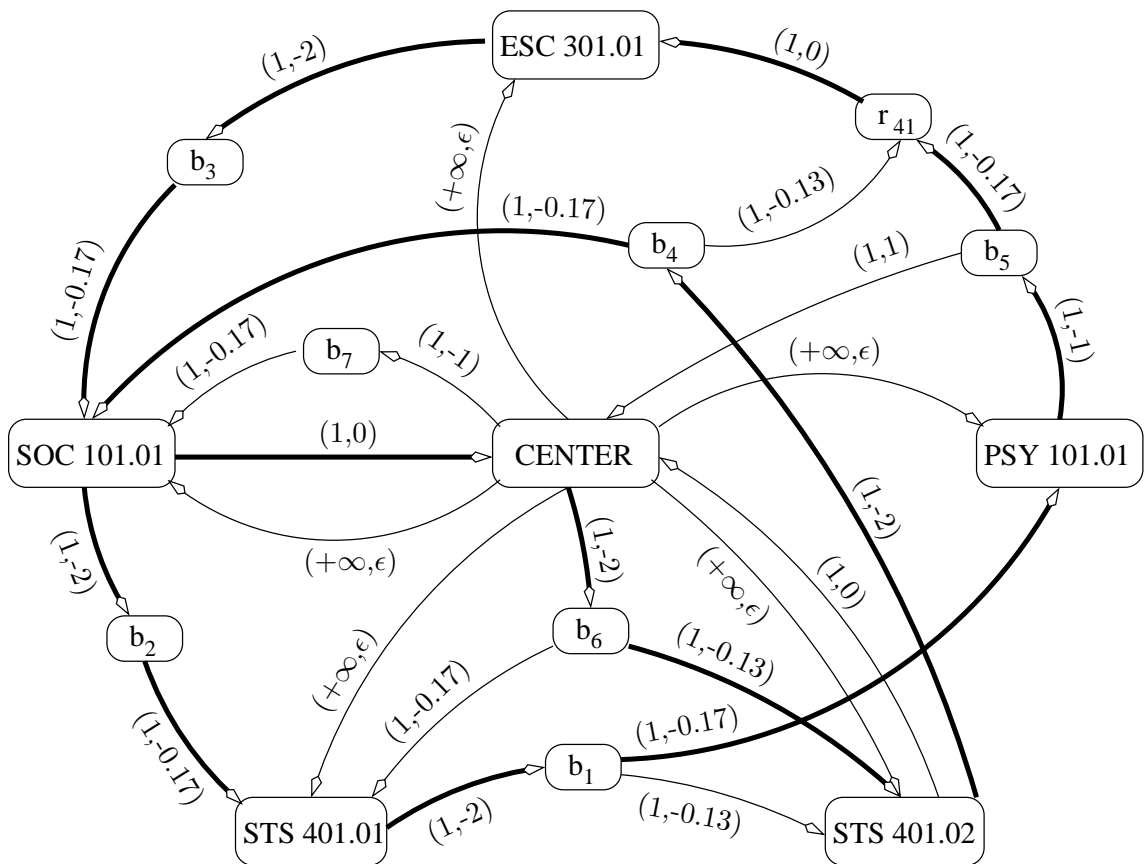 ESC 301.01
(1,-2)
(1,0)
r41
b3
(+∞,ϵ)
(1,-0.13)
(1,-0.17)
(1,-0.17)
b4
b5
(1,1)
(1,-0.17)
(1,-0.17)
b7
(1,-1)
(1,-1)
(+∞,ϵ)
SOC 101.01
(1,0)
CENTER
PSY 101.01
(1,-2)
(+∞,ϵ)
(1,-2)
(1,-2)
(+∞,ϵ)
(1,0)
b2
b6
(+∞,ϵ)
(1,-0.13)
(1,-0.17)
(1,-0.17)
(1,-0.17)
b1
STS 401.01
(1,-2)
(1,-0.13)
STS 401.02